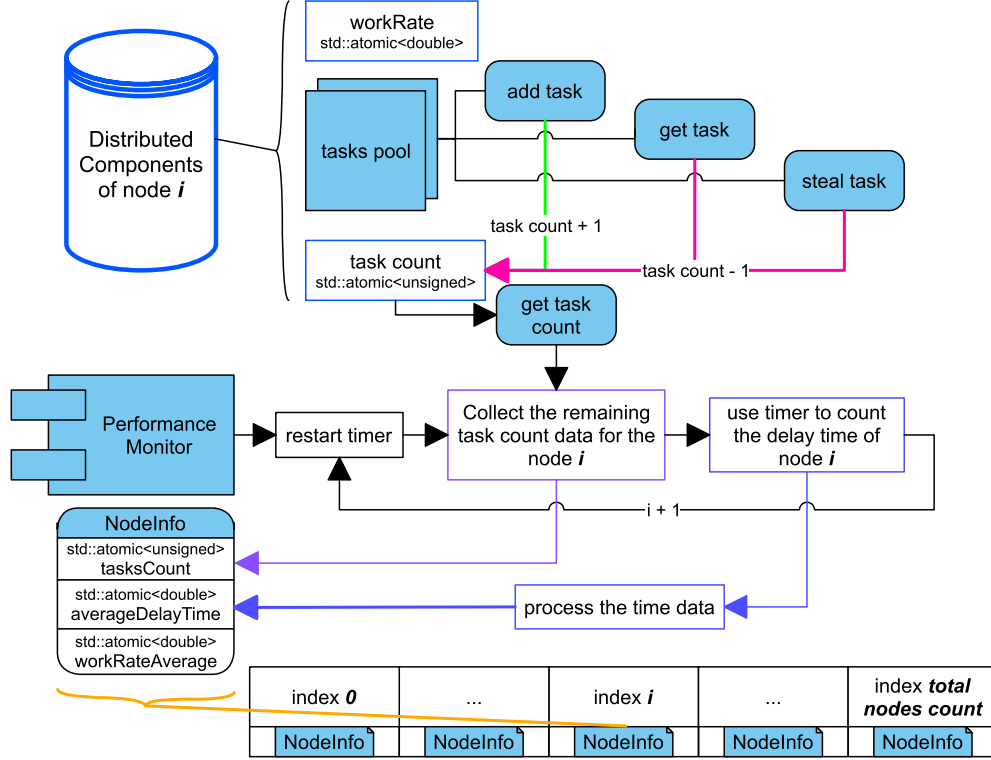 workRate
std::atomic<double>
Distributed
Components
of node i
tasks pool
add task
get task
steal task
task count + 1
task count - 1
task count
std::atomic<unsigned>
get task
count
Performance
Monitor
restart timer
Collect the remaining
task count data for the
node i
use timer to count
the delay time of
node i
i + 1
NodeInfo
std::atomic<unsigned>
tasksCount
std::atomic<double>
averageDelayTime
std::atomic<double>
workRateAverage
process the time data
index 0
...
index i
...
index total
nodes count
NodeInfo
NodeInfo
NodeInfo
NodeInfo
NodeInfo